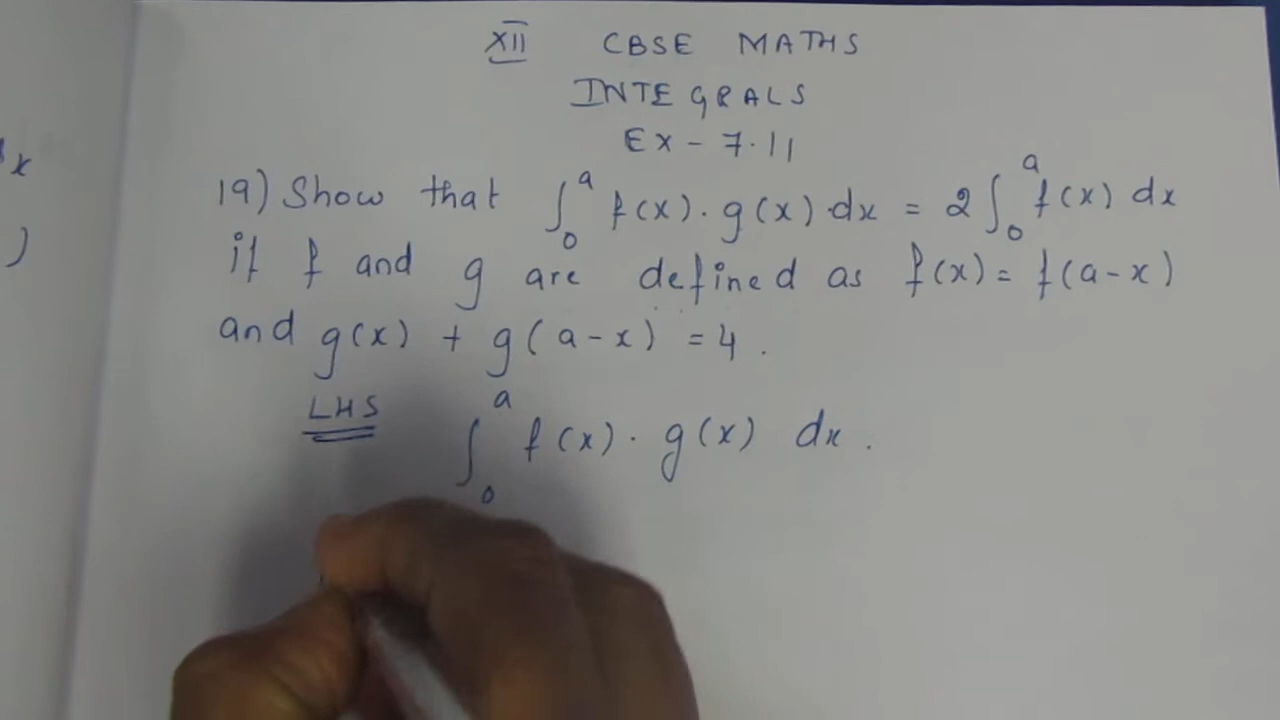 XII CBSE MATHS
INTEGRALS
EX - 7.11
19) Show that ∫₀ᵃ f(x). g(x).dx = 2∫₀ᵃ f(x) dx
if f and g are defined as f(x) = f(a-x)
and g(x) + g(a-x) = 4.
LHS ∫₀ᵃ f(x). g(x) dx.
x
)